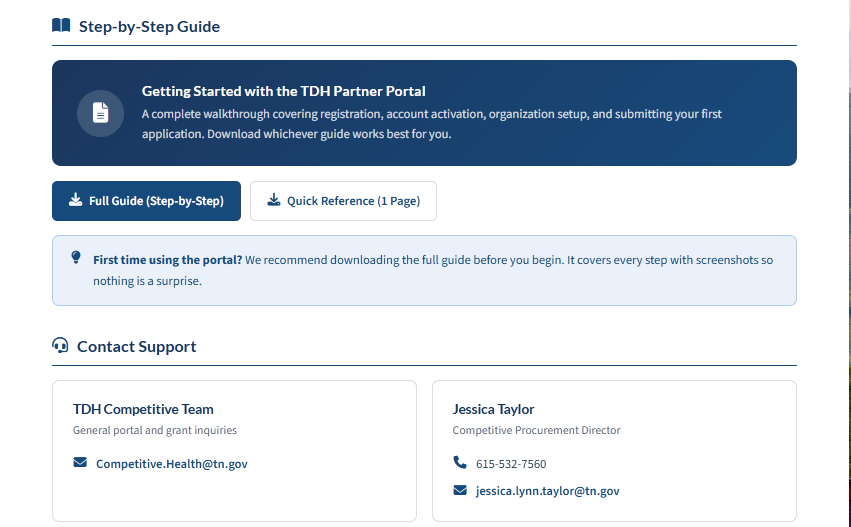 Step-by-Step Guide
Getting Started with the TDH Partner Portal
A complete walkthrough covering registration, account activation, organization setup, and submitting your first
application. Download whichever guide works best for you.
Full Guide (Step-by-Step)
Quick Reference (1 Page)
First time using the portal? We recommend downloading the full guide before you begin. It covers every step with screenshots so
nothing is a surprise.
Contact Support
TDH Competitive Team
General portal and grant inquiries
Competitive.Health@tn.gov
Jessica Taylor
Competitive Procurement Director
615-532-7560
jessica.lynn.taylor@tn.gov